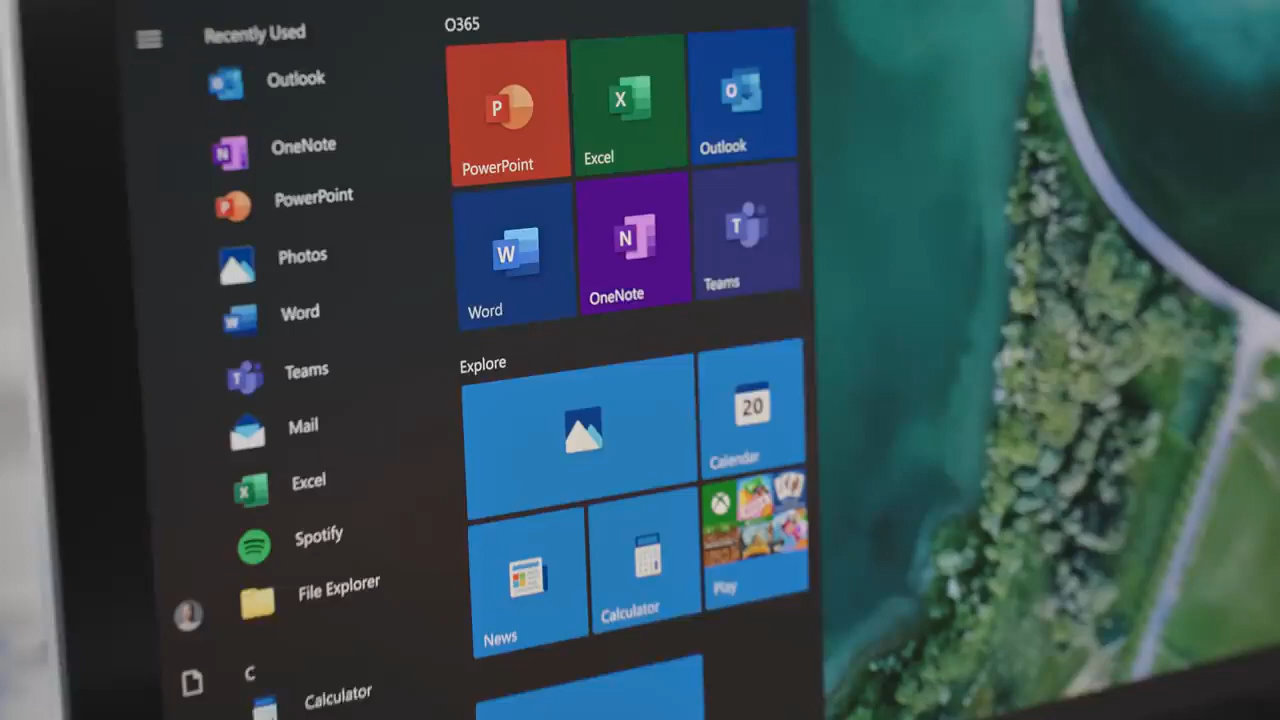 Recently Used
Outlook
OneNote
PowerPoint
Photos
Word
Teams
Mail
Excel
Spotify
File Explorer
C
Calculator
O365
P
PowerPoint
X
Excel
O
Outlook
W
Word
N
OneNote
T
Teams
Explore
20
Calendar
News
Calculator
Play